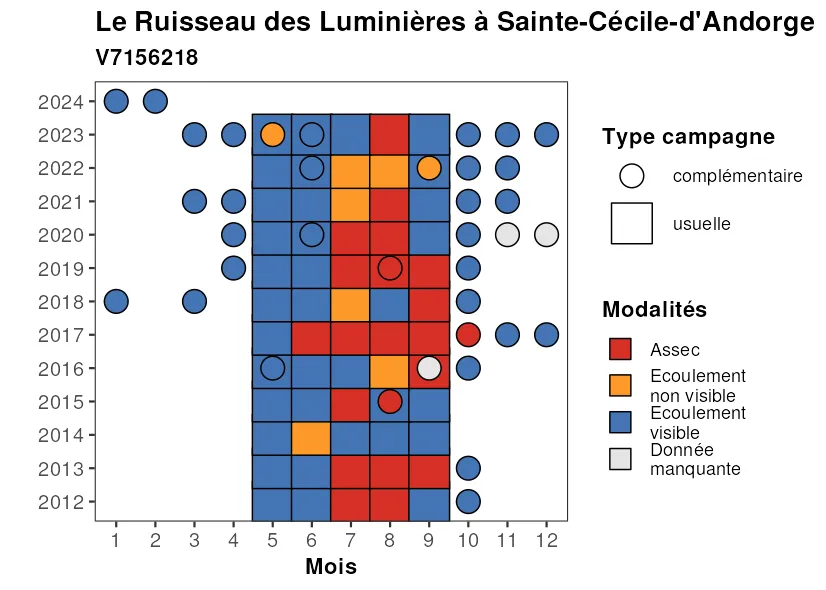 Le Ruisseau des Luminières à Sainte-Cécile-d'Andorge
V7156218
2024
2023
2022
2021
2020
2019
2018
2017
2016
2015
2014
2013
2012
1 2 3 4 5 6 7 8 9 10 11 12
Mois
Type campagne
complémentaire
usuelle
Modalités
Assec
Ecoulement
non visible
Ecoulement
visible
Donnée
manquante